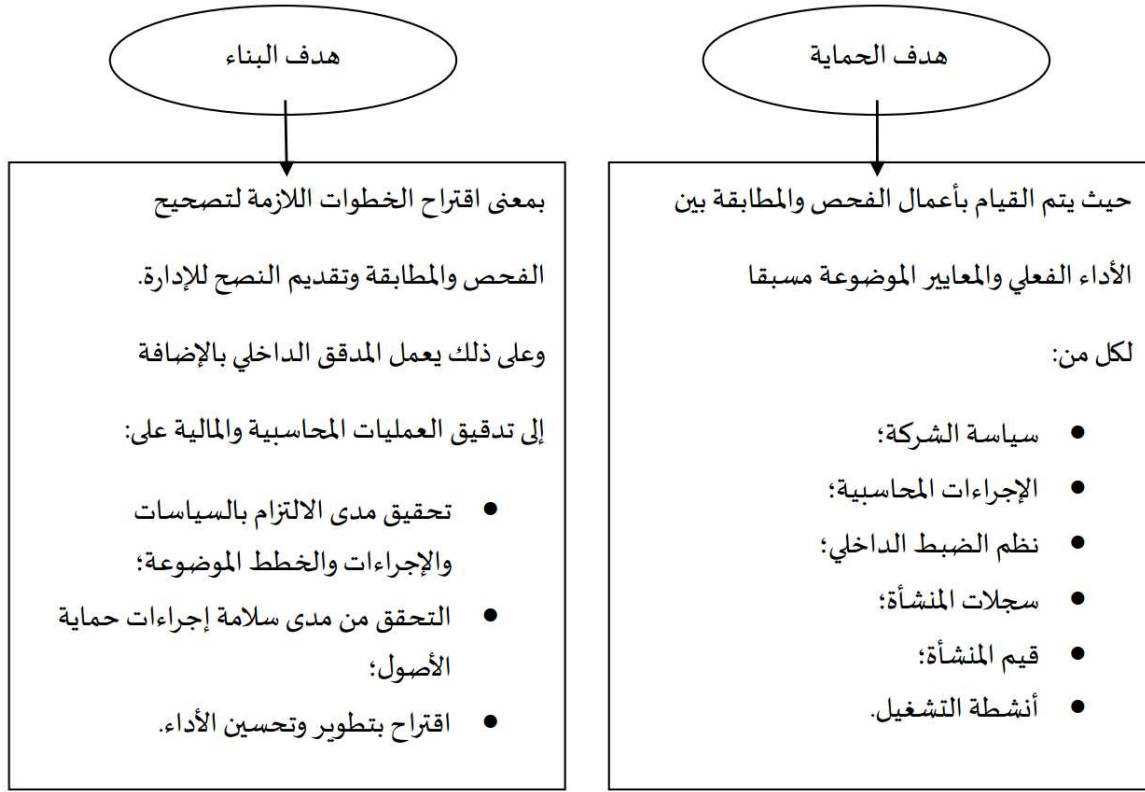 هدف الحماية
حيث يتم القيام بأعمال الفحص والمطابقة بين
الأداء الفعلي والمعايير الموضوعة مسبقا
لكل من:
● سياسة الشركة؛
● الإجراءات المحاسبية؛
● نظم الضبط الداخلي؛
● سجلات المنشأة؛
● قيم المنشأة؛
● أنشطة التشغيل.
هدف البناء
بمعنى اقتراح الخطوات اللازمة لتصحيح
الفحص والمطابقة وتقديم النصح للإدارة.
وعلى ذلك يعمل المدقق الداخلي بالإضافة
إلى تدقيق العمليات المحاسبية والمالية على:
● تحقيق مدى الالتزام بالسياسات
والإجراءات والخطط الموضوعة؛
● التحقق من مدى سلامة إجراءات حماية
الأصول؛
● اقتراح بتطوير وتحسين الأداء.